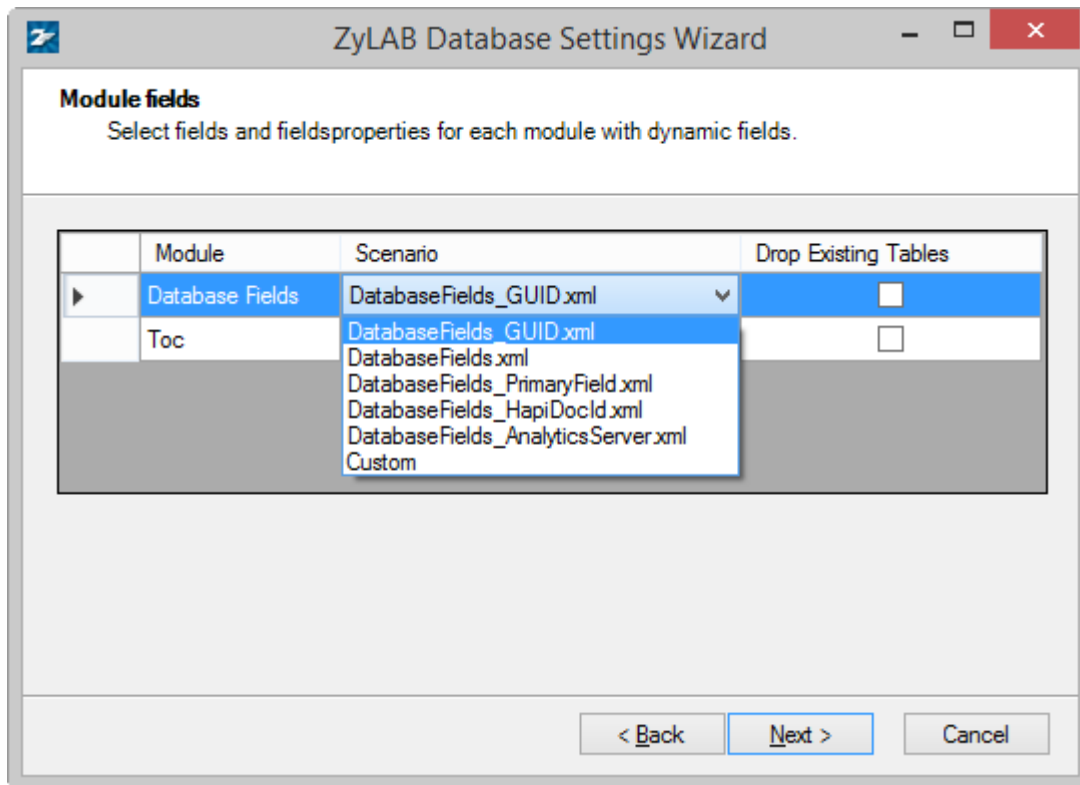 ZyLAB Database Settings Wizard
Module fields
Select fields and fieldsproperties for each module with dynamic fields.
Module Scenario Drop Existing Tables
Database Fields DatabaseFields_GUID.xml
Toc
DatabaseFields_GUID.xml
DatabaseFields.xml
DatabaseFields_PrimaryField.xml
DatabaseFields_HapiDocId.xml
DatabaseFields_AnalyticsServer.xml
Custom
< Back Next > Cancel